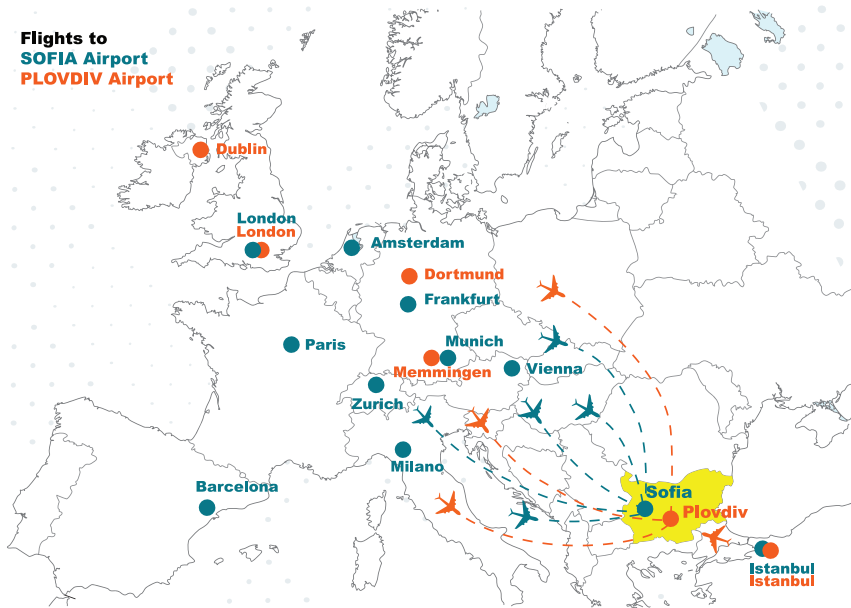 Flights to
SOFIA Airport
PLOVDIV Airport
Dublin
London
London
Amsterdam
Dortmund
Frankfurt
Paris
Munich
Memmingen
Vienna
Zurich
Milano
Barcelona
Sofia
Plovdiv
Istanbul
Istanbul